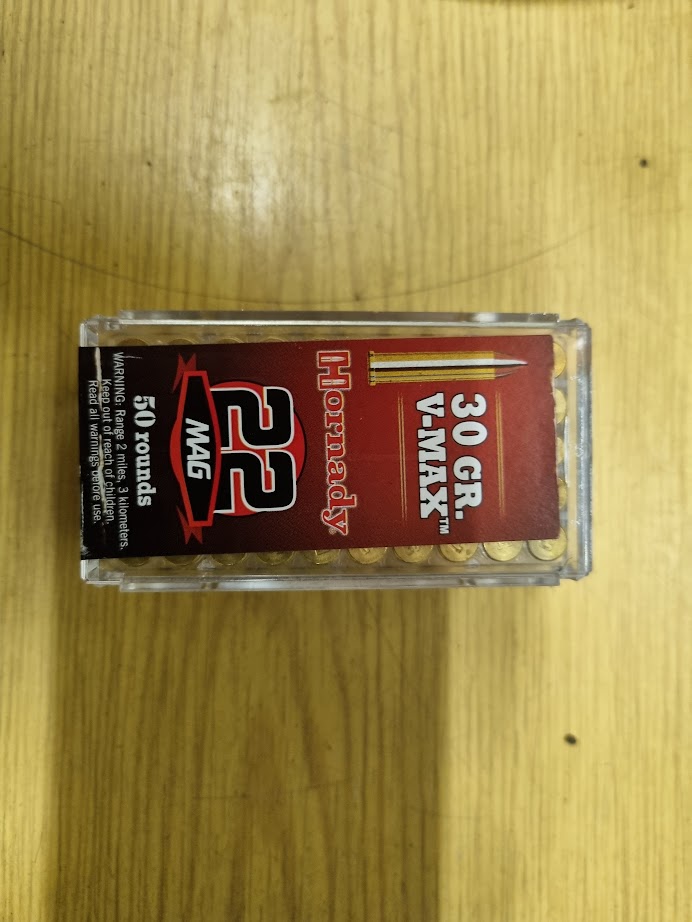 30 GR.
V-MAX™
Hornady
22
MAG
50 rounds
WARNING: Range 2 miles, 3 kilometers.
Keep out of reach of children.
Read all warnings before use.